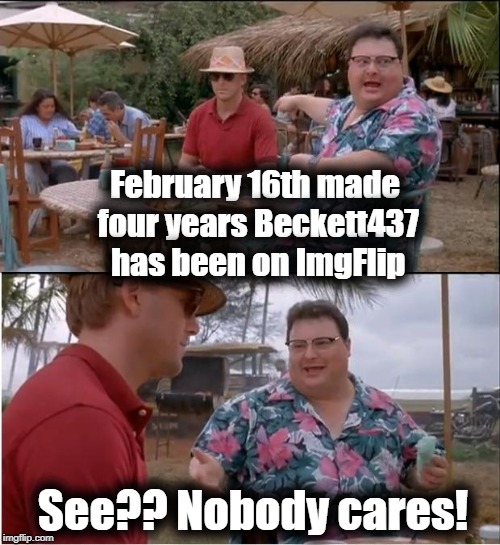 February 16th made
four years Beckett437
has been on ImgFlip
See?? Nobody cares!
imgflip.com